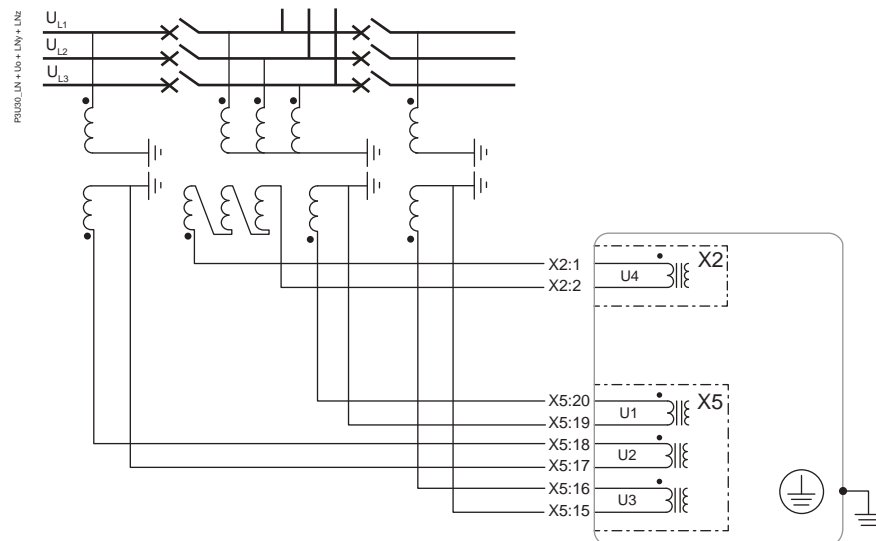 P3U30_LN + Uo + LNy + LNz
UL1
UL2
UL3
X2:1
X2:2
U4
X2
X5:20
X5:19
X5:18
X5:17
X5:16
X5:15
U1
U2
U3
X5